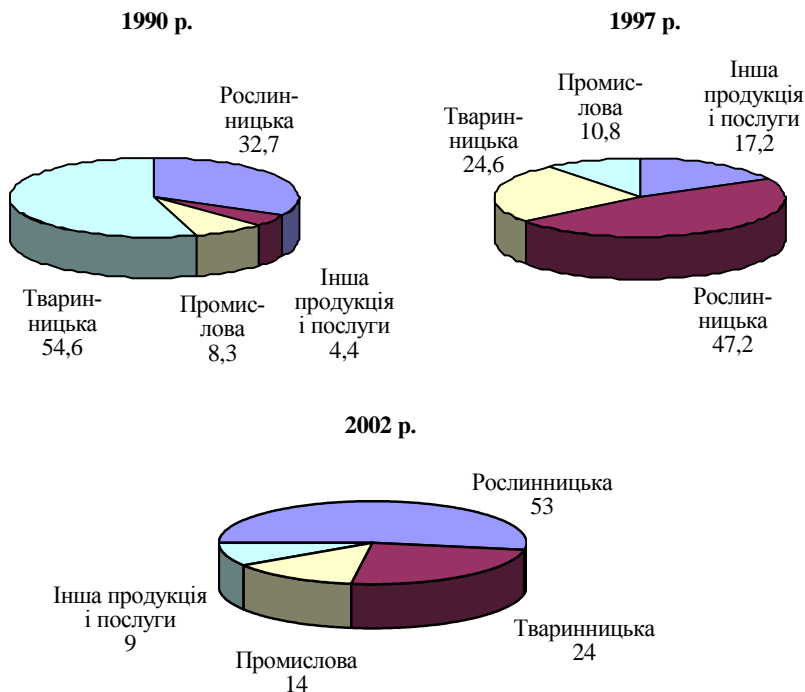 1990 р.
Рослин-
ницька
32,7
Інша
продукція
і послуги
4,4
Промис-
лова
8,3
Тварин-
ницька
54,6
1997 р.
Інша
продукція
і послуги
17,2
Промис-
лова
10,8
Тварин-
ницька
24,6
Рослин-
ницька
47,2
2002 р.
Рослинницька
53
Тваринницька
24
Промислова
14
Інша продукція
і послуги
9